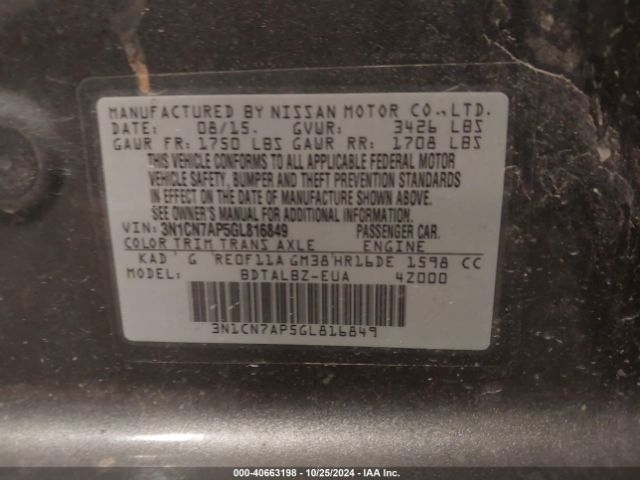 MANUFACTURED BY NISSAN MOTOR CO.,LTD.
DATE: 08/15. GVWR: 3426 LBS
GAWR FR: 1750 LBS GAWR RR: 1708 LBS
THIS VEHICLE CONFORMS TO ALL APPLICABLE FEDERAL MOTOR
VEHICLE SAFETY, BUMPER AND THEFT PREVENTION STANDARDS
IN EFFECT ON THE DATE OF MANUFACTURE SHOWN ABOVE.
SEE OWNER'S MANUAL FOR ADDITIONAL INFORMATION.
VIN: 3N1CN7AP5GL816849 PASSENGER CAR.
COLOR TRIM TRANS AXLE ENGINE
KAD G RE0F11A GM38 HR16DE 1598 CC
MODEL: BDTALBZ-EUA 4Z000
3N1CN7AP5GL816849
000-40663198 - 10/25/2024 - IAA Inc.